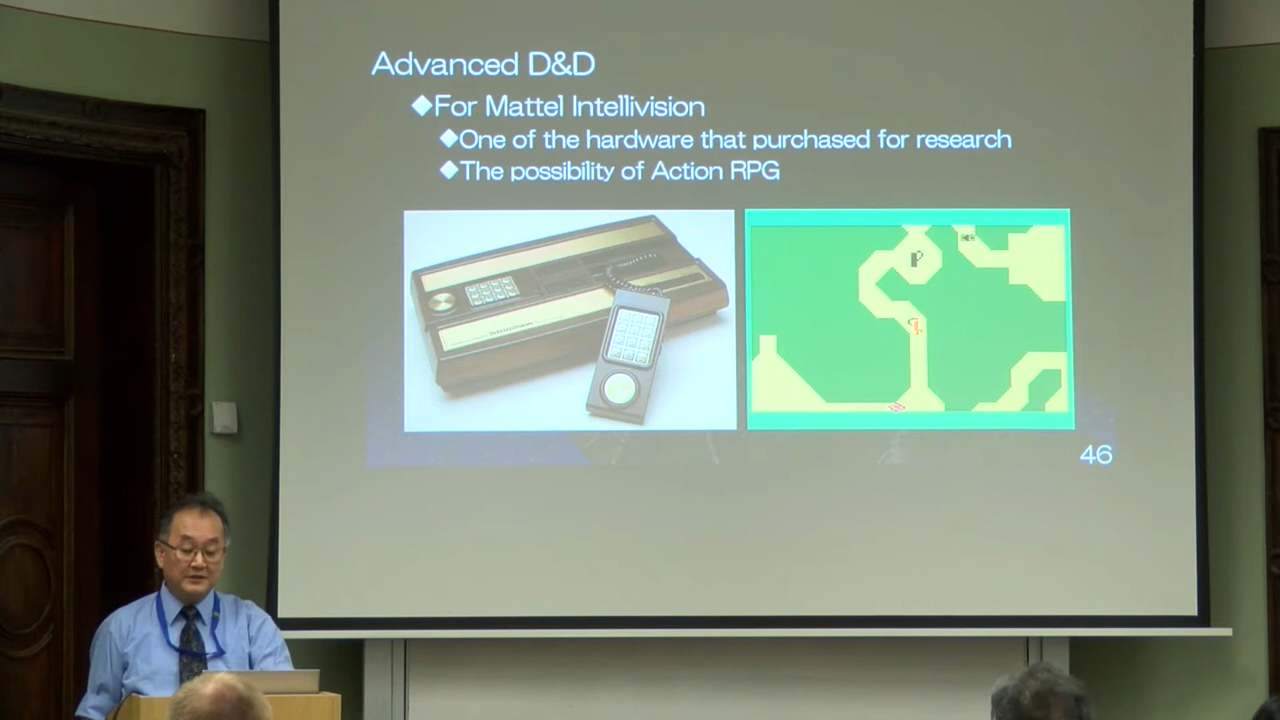 Advanced D&D
◆For Mattel Intellivision
◆One of the hardware that purchased for research
◆The possibility of Action RPG
46